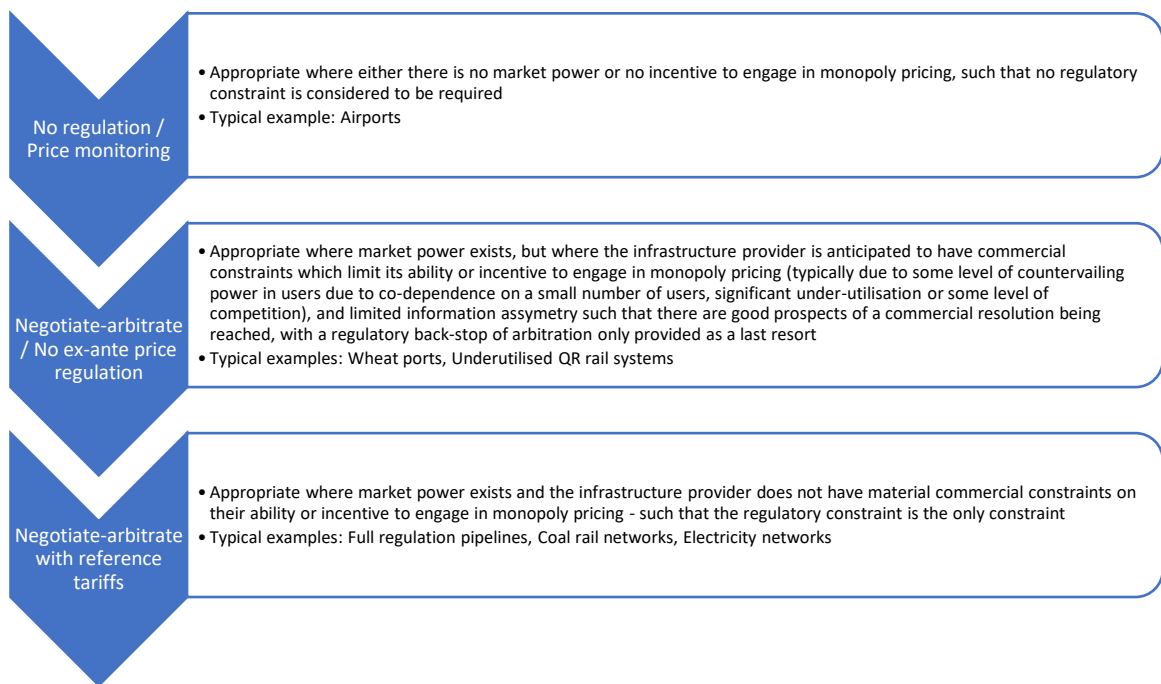 • Appropriate where either there is no market power or no incentive to engage in monopoly pricing, such that no regulatory
constraint is considered to be required
• Typical example: Airports
No regulation /
Price monitoring
• Appropriate where market power exists, but where the infrastructure provider is anticipated to have commercial
constraints which limit its ability or incentive to engage in monopoly pricing (typically due to some level of countervailing
power in users due to co-dependence on a small number of users, significant under-utilisation or some level of
competition), and limited information assymetry such that there are good prospects of a commercial resolution being
reached, with a regulatory back-stop of arbitration only provided as a last resort
• Typical examples: Wheat ports, Underutilised QR rail systems
Negotiate-arbitrate
/ No ex-ante price
regulation
• Appropriate where market power exists and the infrastructure provider does not have material commercial constraints on
their ability or incentive to engage in monopoly pricing - such that the regulatory constraint is the only constraint
• Typical examples: Full regulation pipelines, Coal rail networks, Electricity networks
Negotiate-arbitrate
with reference
tariffs